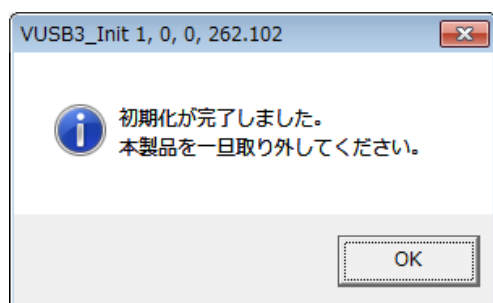 VUSB3_Init 1, 0, 0, 262.102
初期化が完了しました。
本製品を一旦取り外してください。
OK